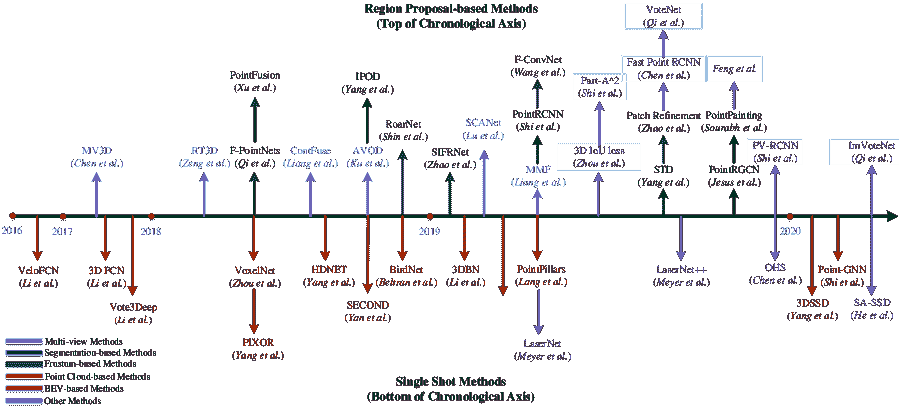 Region Proposal-based Methods
(Top of Chronological Axis)
VoteNet
(Qi et al.)
PointFusion
(Xu et al.)
IPOD
(Yang et al.)
F-ConvNet
(Wang et al.)
Part-A^2
(Shi et al.)
Fast Point RCNN
(Chen et al.)
Feng et al.
RoarNet
(Shin et al.)
SCANet
(Lu et al.)
PointRCNN
(Shi et al.)
Patch Refinement
(Zhao et al.)
PointPainting
(Sourabh et al.)
MV3D
(Chen et al.)
RT3D
(Zeng et al.)
F-PointNets
(Qi et al.)
ContFuse
(Liang et al.)
AVOD
(Ku et al.)
SIFRNet
(Zhao et al.)
MMF
(Liang et al.)
3D IoU loss
(Zhou et al.)
STD
(Yang et al.)
PointRGCN
(Jesus et al.)
PV-RCNN
(Shi et al.)
ImVoteNet
(Qi et al.)
2016
2017
2018
2019
2020
VeloFCN
(Li et al.)
3D FCN
(Li et al.)
Vote3Deep
(Li et al.)
VoxelNet
(Zhou et al.)
PIXOR
(Yang et al.)
HDNET
(Yang et al.)
SECOND
(Yan et al.)
BirdNet
(Beltran et al.)
3DBN
(Li et al.)
PointPillars
(Lang et al.)
LaserNet
(Meyer et al.)
LaserNet++
(Meyer et al.)
OHS
(Chen et al.)
3DSSD
(Yang et al.)
Point-GNN
(Shi et al.)
SA-SSD
(He et al.)
Multi-view Methods
Segmentation-based Methods
Frustum-based Methods
Point Cloud-based Methods
BEV-based Methods
Other Methods
Single Shot Methods
(Bottom of Chronological Axis)